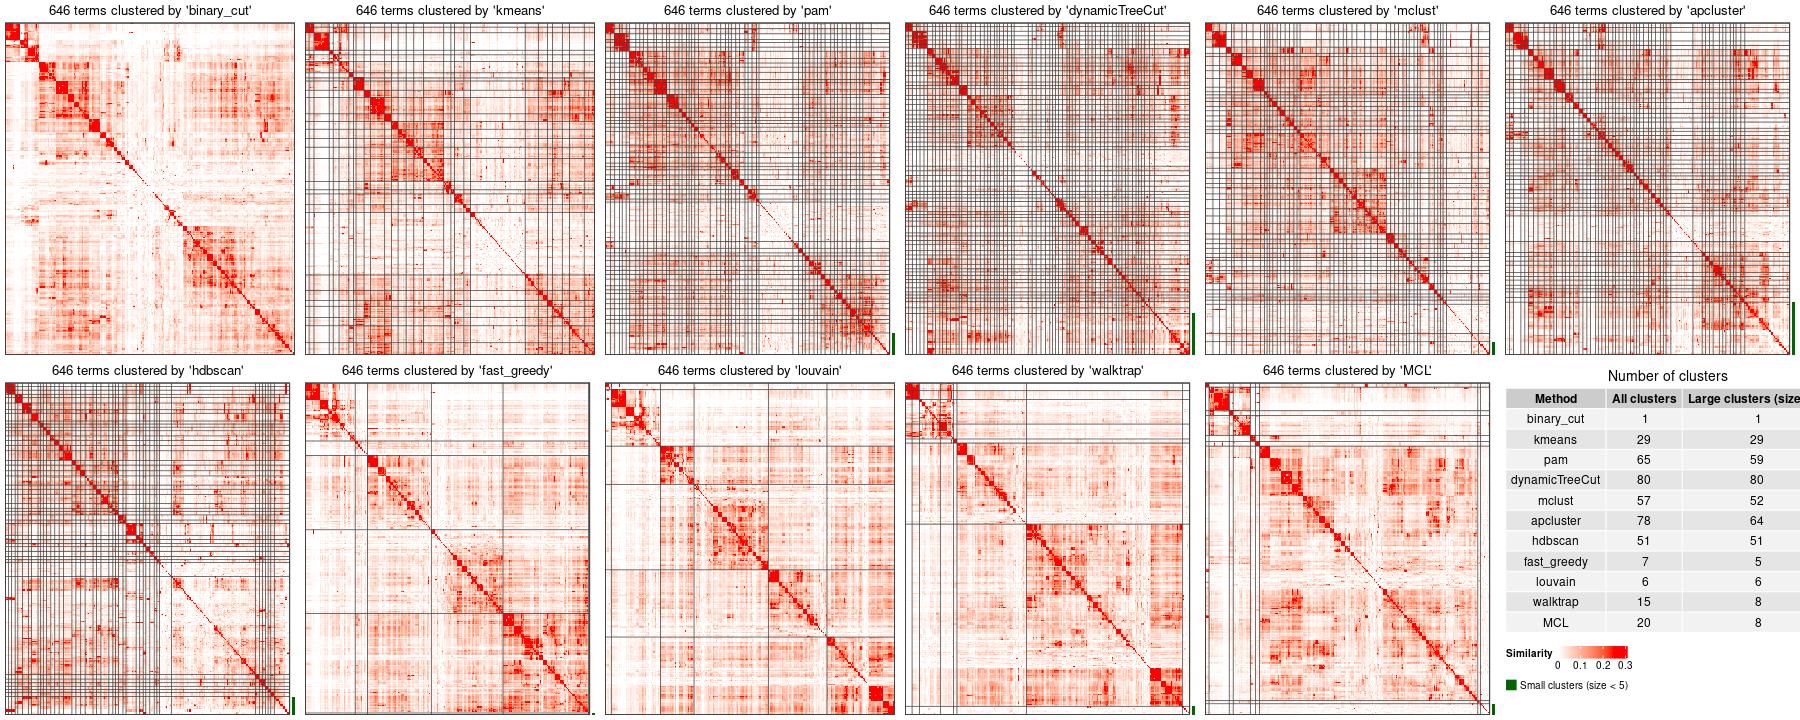 646 terms clustered by 'binary_cut'
646 terms clustered by 'kmeans'
646 terms clustered by 'pam'
646 terms clustered by 'dynamicTreeCut'
646 terms clustered by 'mclust'
646 terms clustered by 'apcluster'
646 terms clustered by 'hdbscan'
646 terms clustered by 'fast_greedy'
646 terms clustered by 'louvain'
646 terms clustered by 'walktrap'
646 terms clustered by 'MCL'
Number of clusters
Method All clusters Large clusters (size
binary_cut 1 1
kmeans 29 29
pam 65 59
dynamicTreeCut 80 80
mclust 57 52
apcluster 78 64
hdbscan 51 51
fast_greedy 7 5
louvain 6 6
walktrap 15 8
MCL 20 8
Similarity
0 0.1 0.2 0.3
Small clusters (size < 5)